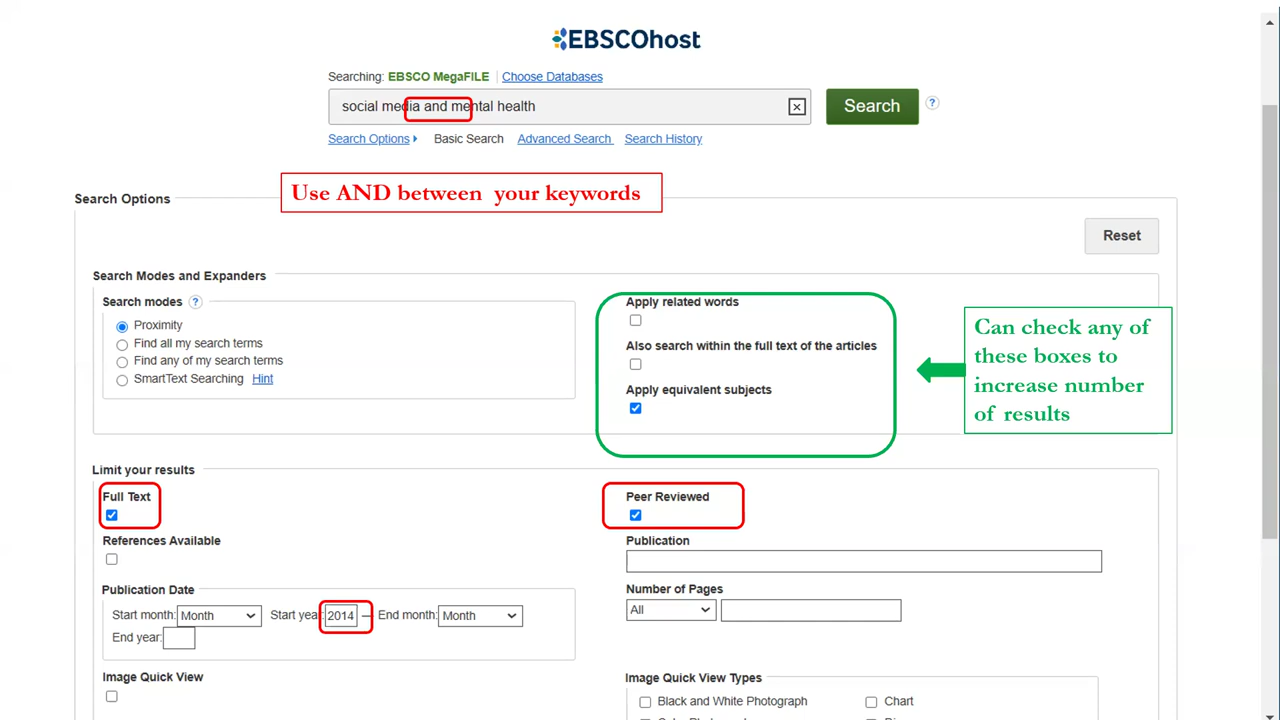 EBSCOhost
Searching: EBSCO MegaFILE | Choose Databases
social media and mental health
Search
?
Search Options Basic Search Advanced Search Search History
Use AND between your keywords
Search Options
Reset
Search Modes and Expanders
Search modes ?
Proximity
Find all my search terms
Find any of my search terms
SmartText Searching Hint
Apply related words
Also search within the full text of the articles
Apply equivalent subjects
Can check any of
these boxes to
increase number
of results
Limit your results
Full Text
Peer Reviewed
References Available
Publication
Publication Date
Start month: Month Start year: 2014 — End month: Month
End year:
Number of Pages
All
Image Quick View
Image Quick View Types
Black and White Photograph
Chart